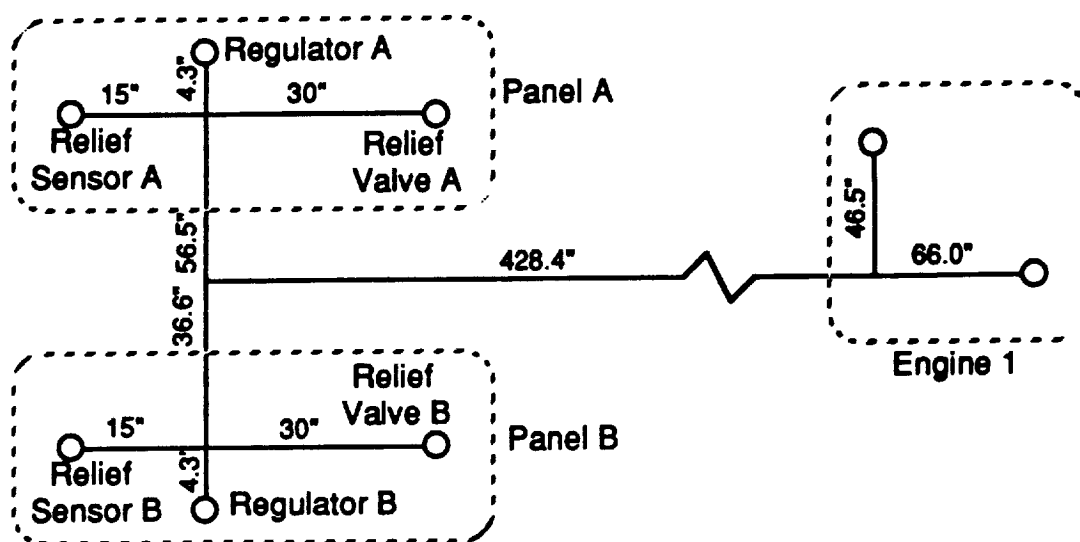 Regulator A
4.3"
15"
30"
Panel A
Relief
Sensor A
Relief
Valve A
56.5"
46.5"
428.4"
66.0"
36.6"
Engine 1
Relief
Valve B
15"
30"
Panel B
4.3"
Relief
Sensor B
Regulator B